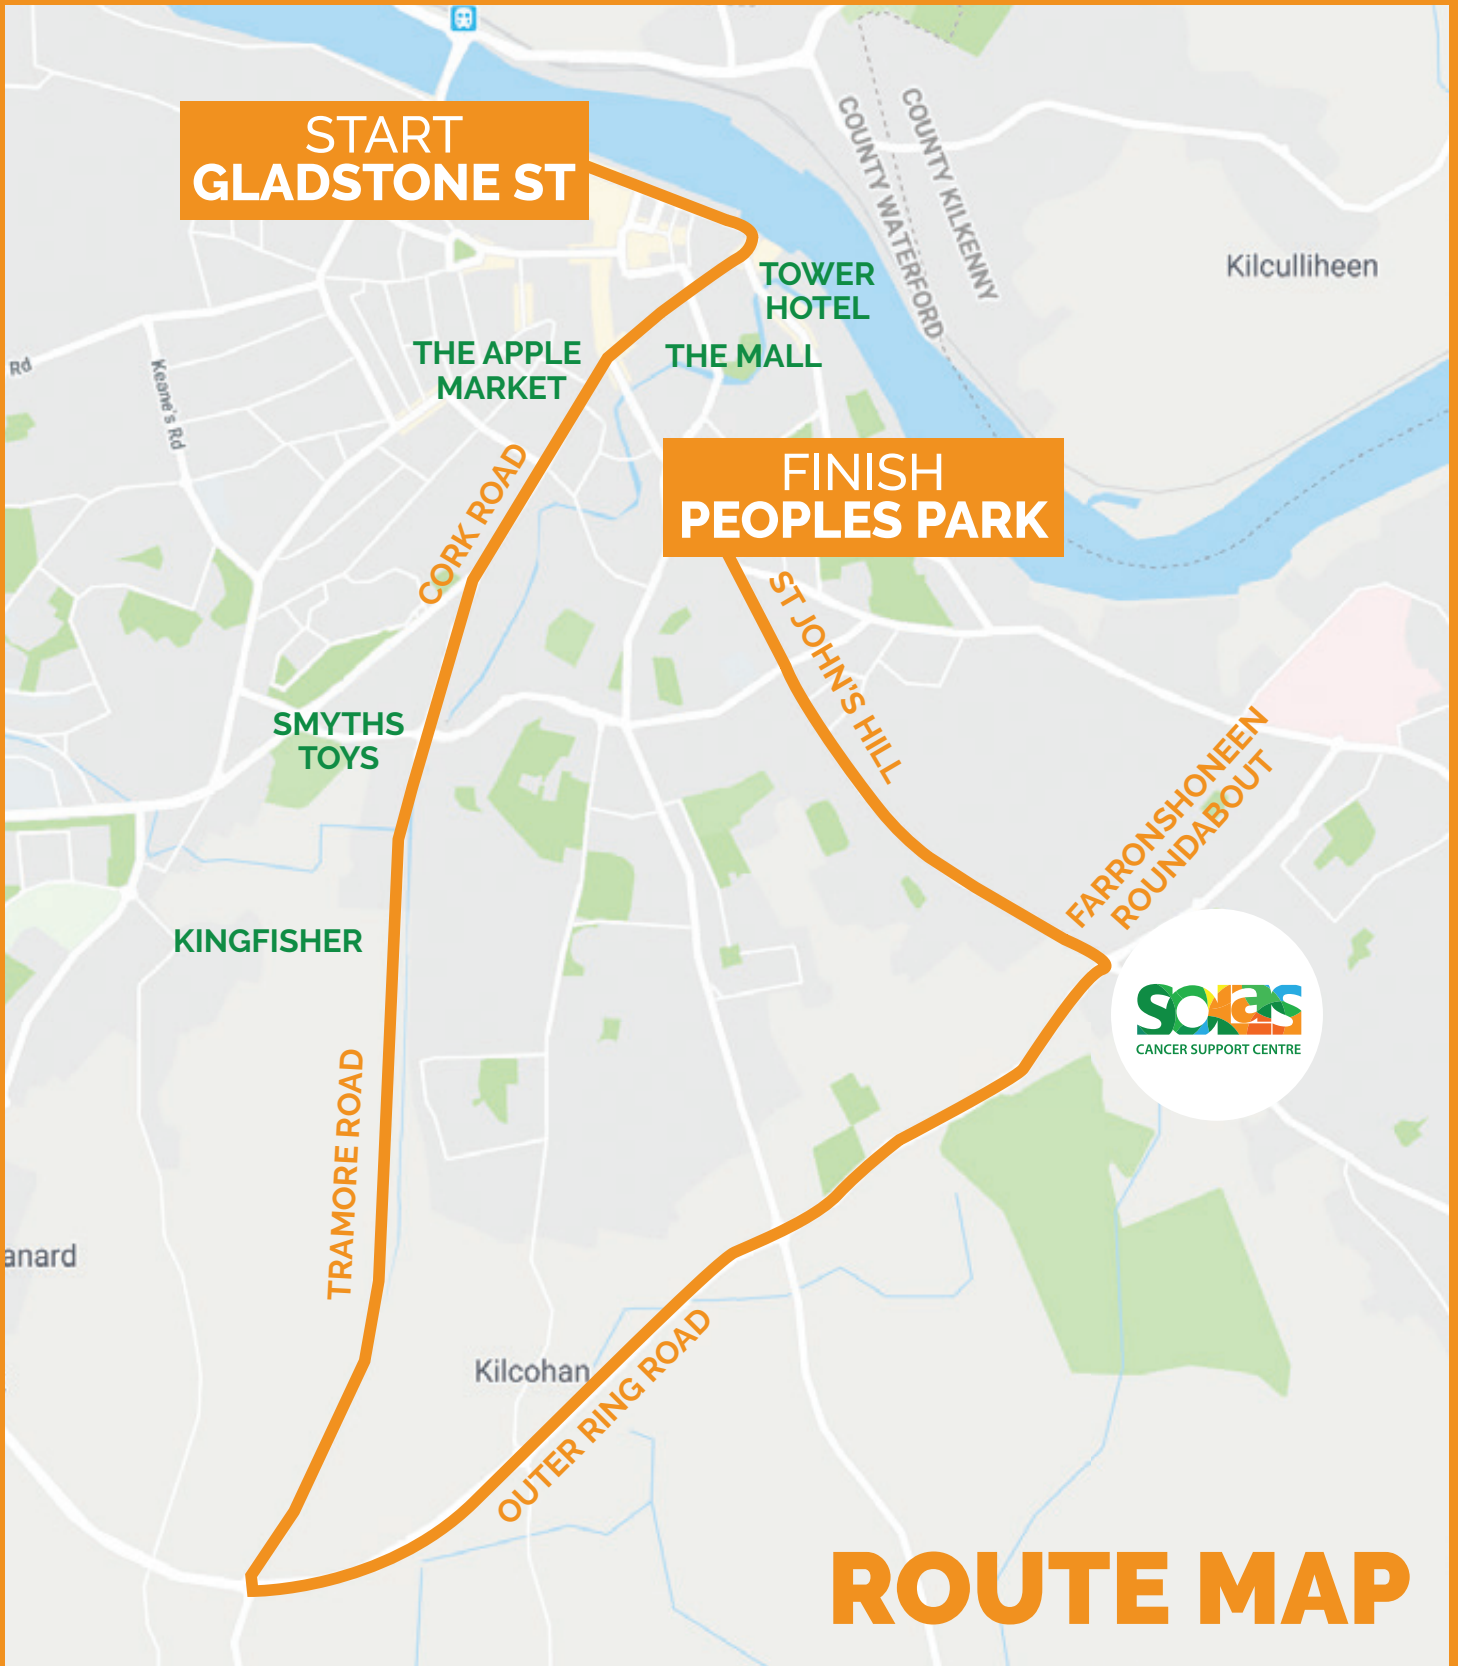 START
GLADSTONE ST
COUNTY KILKENNY
COUNTY WATERFORD
Kilculliheen
TOWER
HOTEL
THE MALL
THE APPLE
MARKET
Rd
Keane's Rd
CORK ROAD
FINISH
PEOPLES PARK
ST JOHN'S HILL
SMYTHS
TOYS
FARRONSHONEEN
ROUNDABOUT
KINGFISHER
solas
CANCER SUPPORT CENTRE
TRAMORE ROAD
anard
Kilcohan
OUTER RING ROAD
ROUTE MAP